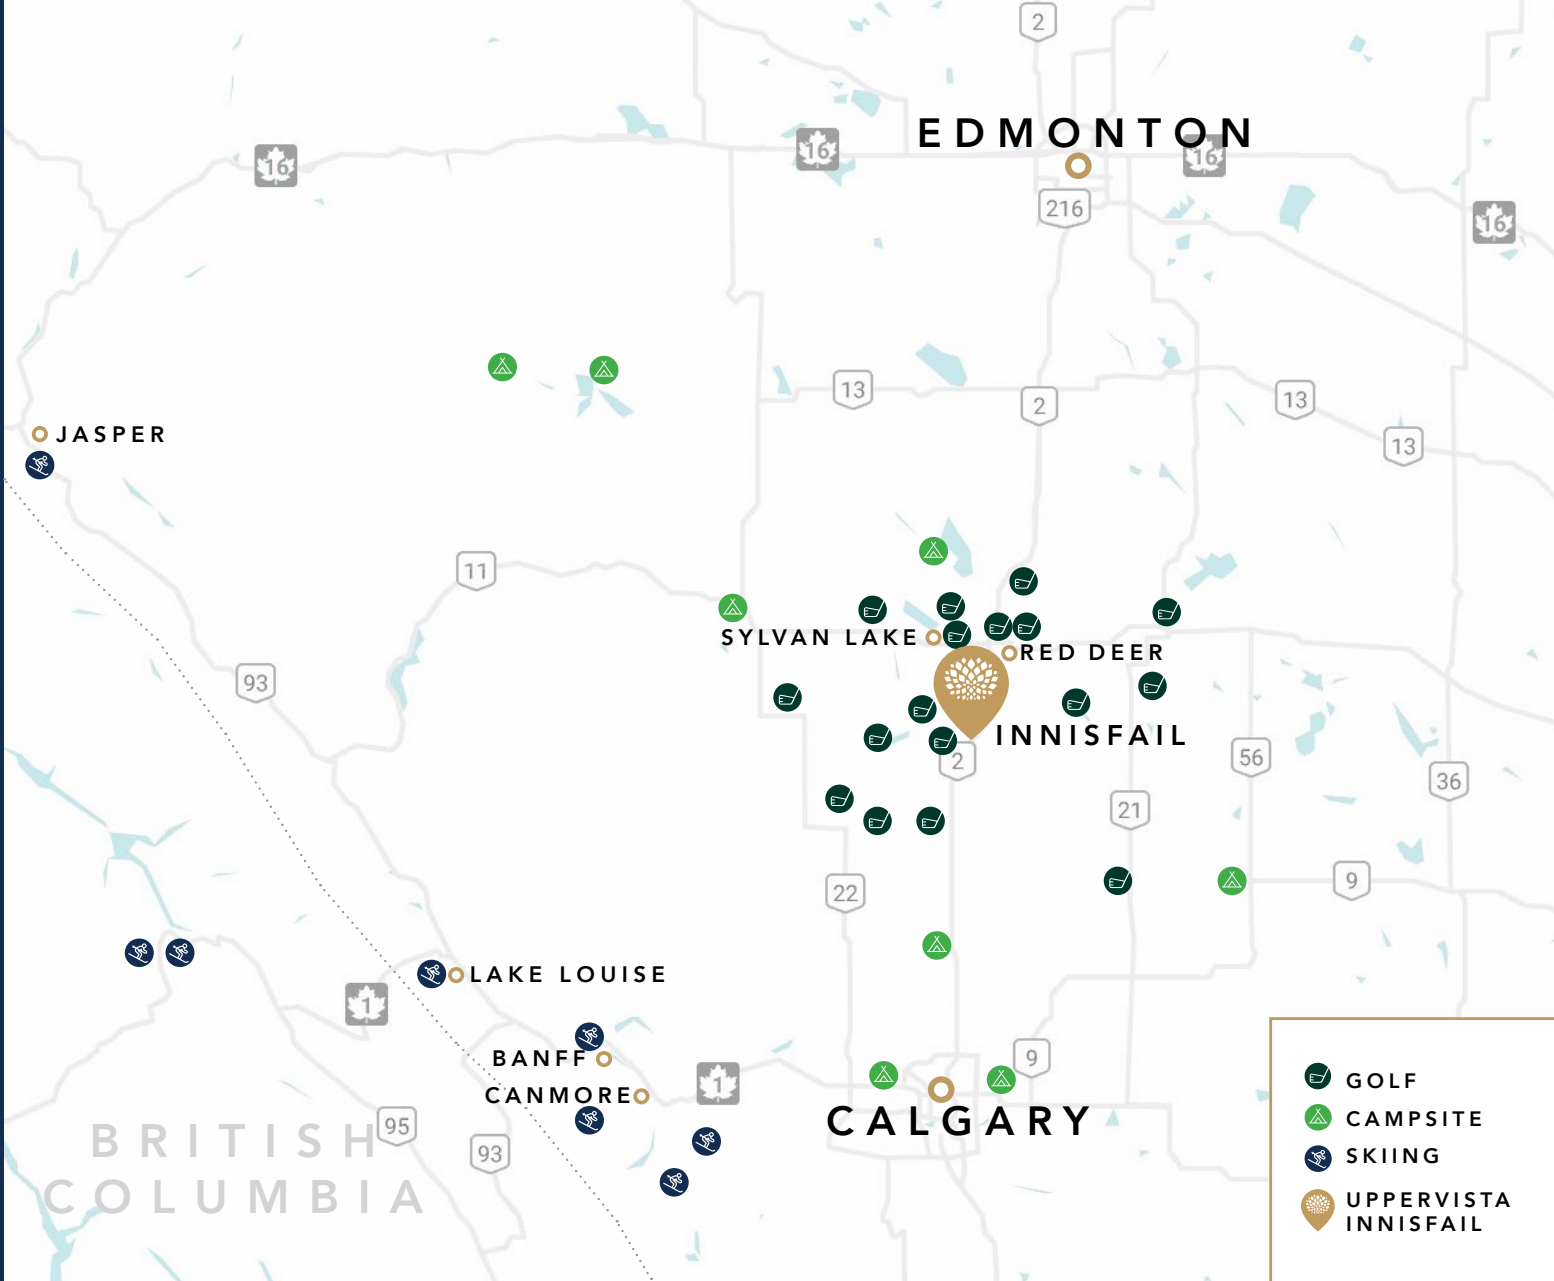 2
EDMONTON
16
16
16
216
16
13
2
13
13
JASPER
11
SYLVAN LAKE
RED DEER
93
INNISFAIL
2
56
36
21
22
9
LAKE LOUISE
1
BANFF
9
1
CANMORE
CALGARY
95
93
BRITISH
COLUMBIA
GOLF
CAMPSITE
SKIING
UPPERVISTA
INNISFAIL